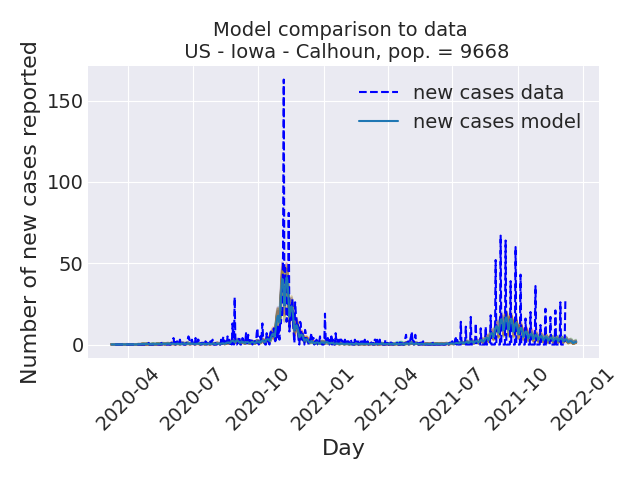 Model comparison to data
US - Iowa - Calhoun, pop. = 9668
Number of new cases reported
150
100
50
0
new cases data
new cases model
2020-04
2020-07
2020-10
2021-01
2021-04
2021-07
2021-10
2022-01
Day